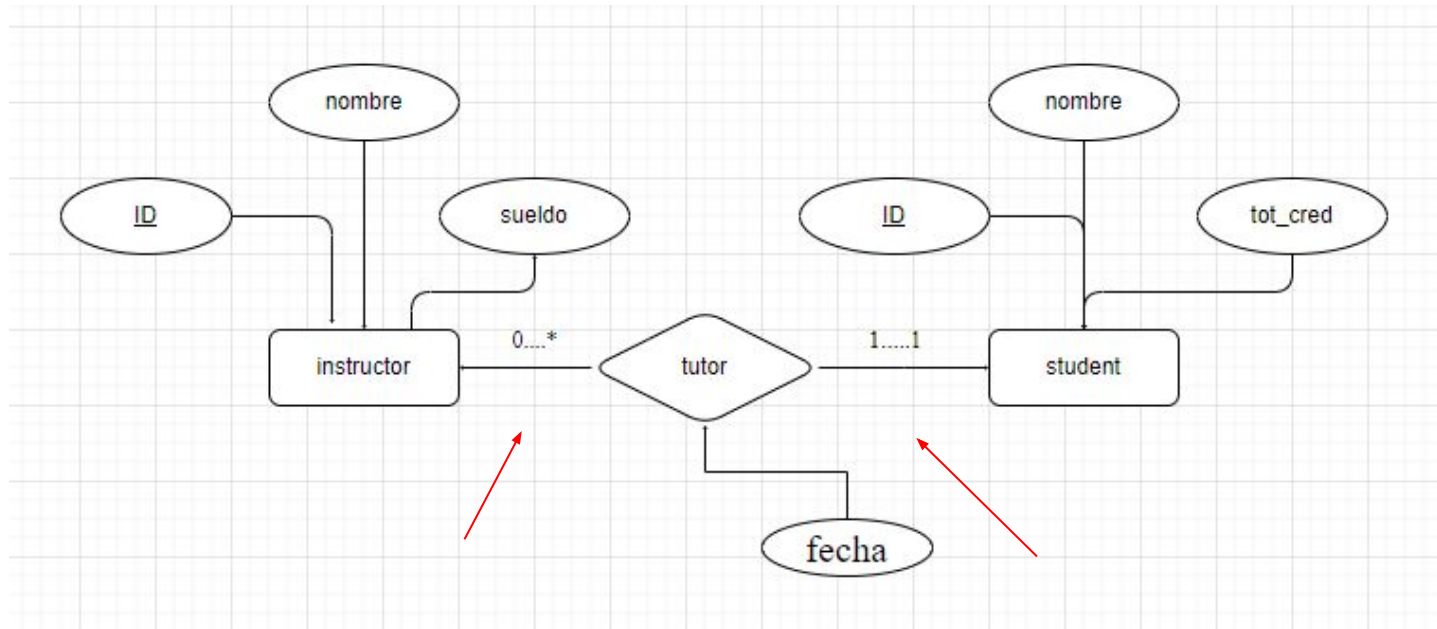 nombre
nombre
ID
sueldo
ID
tot_cred
0....*
1.....1
instructor
tutor
student
fecha